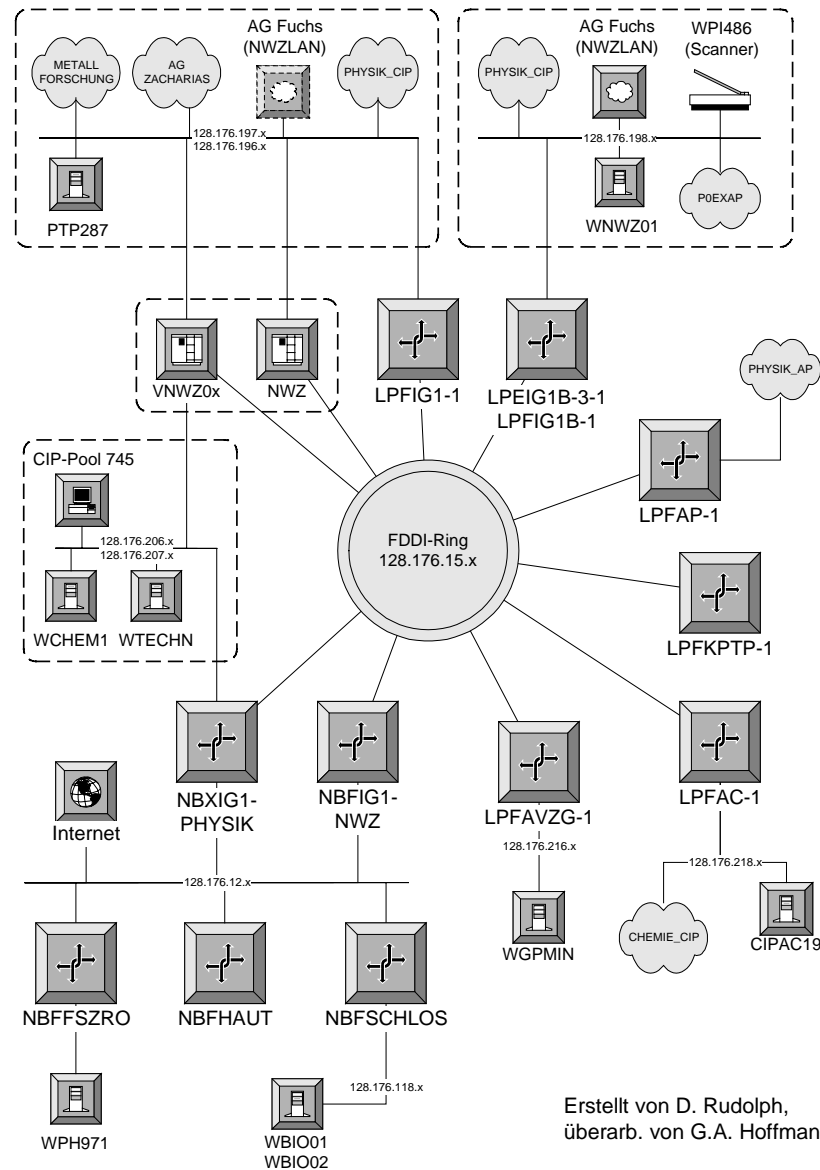 AG Fuchs
(NWZLAN)
METALL
FORSCHUNG
AG
ZACHARIAS
PHYSIK_CIP
128.176.197.x
128.176.196.x
PTP287
AG Fuchs
(NWZLAN)
WPI486
(Scanner)
PHYSIK_CIP
128.176.198.x
WNWZ01
P0EXAP
VNWZ0x
NWZ
LPFIG1-1
LPEIG1B-3-1
LPFIG1B-1
PHYSIK_AP
LPFAP-1
CIP-Pool 745
128.176.206.x
128.176.207.x
WCHEM1
WTECHN
FDDI-Ring
128.176.15.x
LPFKPTP-1
NBXIG1-
PHYSIK
NBFIG1-
NWZ
LPFAVZG-1
LPFAC-1
Internet
128.176.216.x
128.176.218.x
128.176.12.x
WGPMIN
CHEMIE_CIP
CIPAC19
NBFFSZRO
NBFHAUT
NBFSCHLOS
128.176.118.x
WPH971
WBIO01
WBIO02
Erstellt von D. Rudolph,
überarb. von G.A. Hoffman